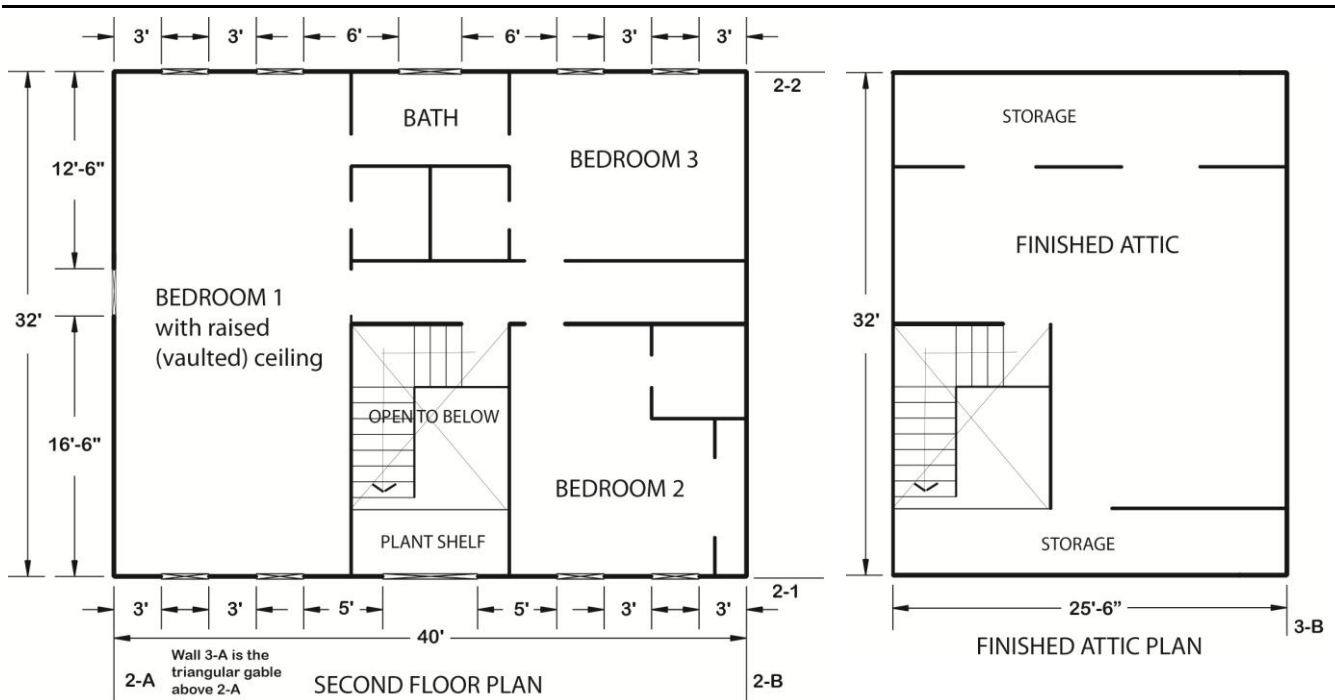 3' 3' 6' 6' 3' 3'
2-2
BATH
STORAGE
12'-6"
BEDROOM 3
FINISHED ATTIC
32'
BEDROOM 1
with raised
(vaulted) ceiling
32'
OPEN TO BELOW
16'-6"
BEDROOM 2
PLANT SHELF
STORAGE
2-1
3' 3' 5' 5' 3' 3'
25'-6”
40'
3-B
FINISHED ATTIC PLAN
Wall 3-A is the
triangular gable
above 2-A
2-A
SECOND FLOOR PLAN
2-B